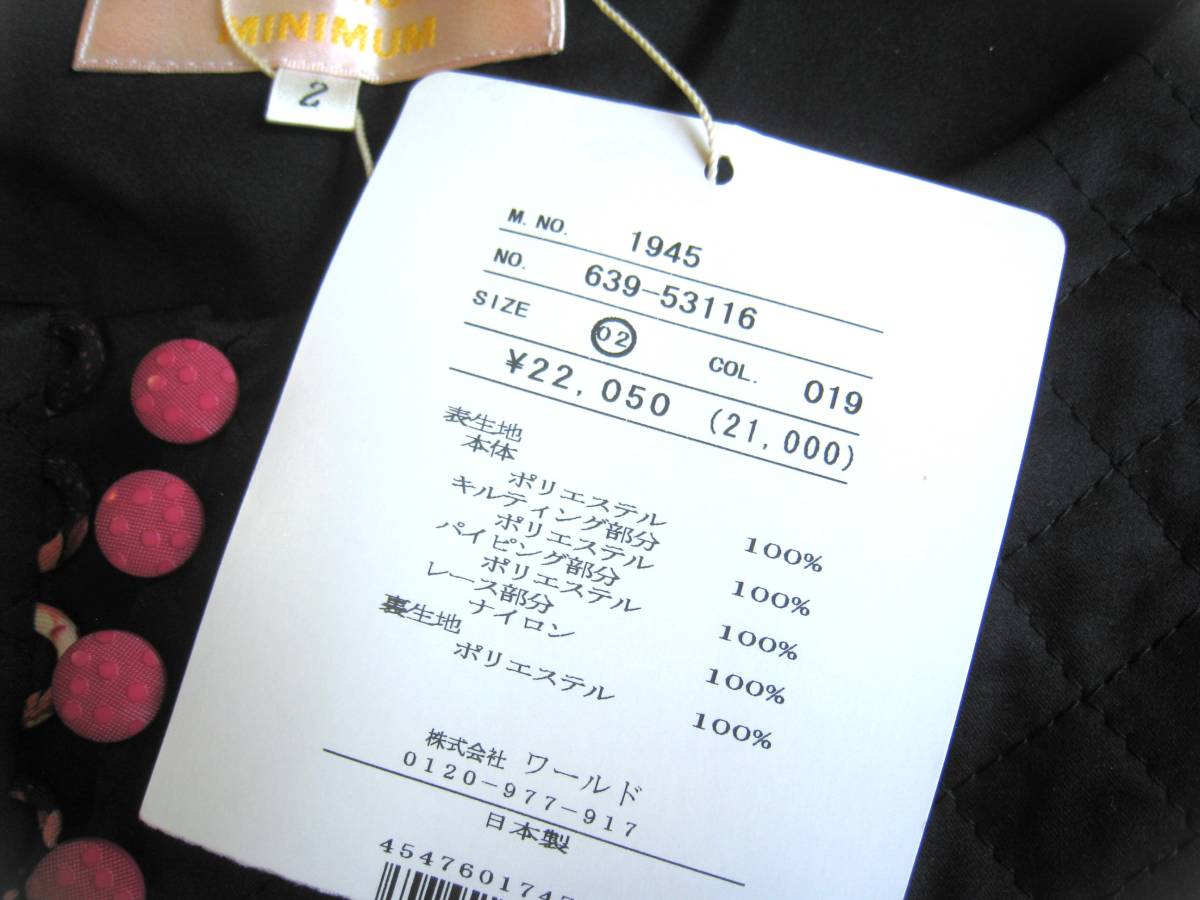 MINIMUM
2
M. NO. 1945
NO. 639-53116
SIZE 02 COL. 019
¥22,050 (21,000)
表生地
本体
ポリエステル 100%
キルティング部分
ポリエステル 100%
パイピング部分
ポリエステル 100%
レース部分
ナイロン 100%
裏生地
ポリエステル 100%
株式会社 ワールド
0120-977-917
日本製
454760174